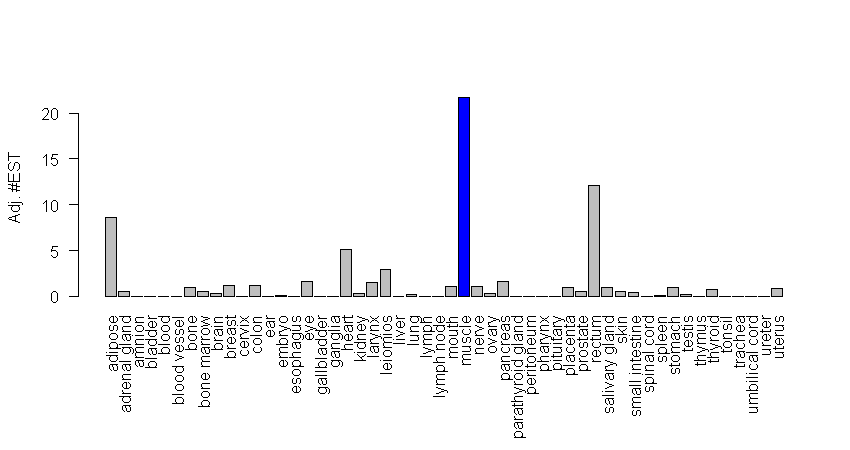 Adj. #EST
20
15
10
5
0
adipose
adrenal gland
amnion
bladder
blood
blood vessel
bone
bone marrow
brain
breast
cervix
colon
ear
embryo
esophagus
eye
gallbladder
ganglia
heart
kidney
larynx
leiomios
liver
lung
lymph
lymph node
mouth
muscle
nerve
ovary
pancreas
parathyroid gland
peritoneum
pharynx
pituitary
placenta
prostate
rectum
salivary gland
skin
small intestine
spinal cord
spleen
stomach
testis
thymus
thyroid
tonsil
trachea
umbilical cord
ureter
uterus